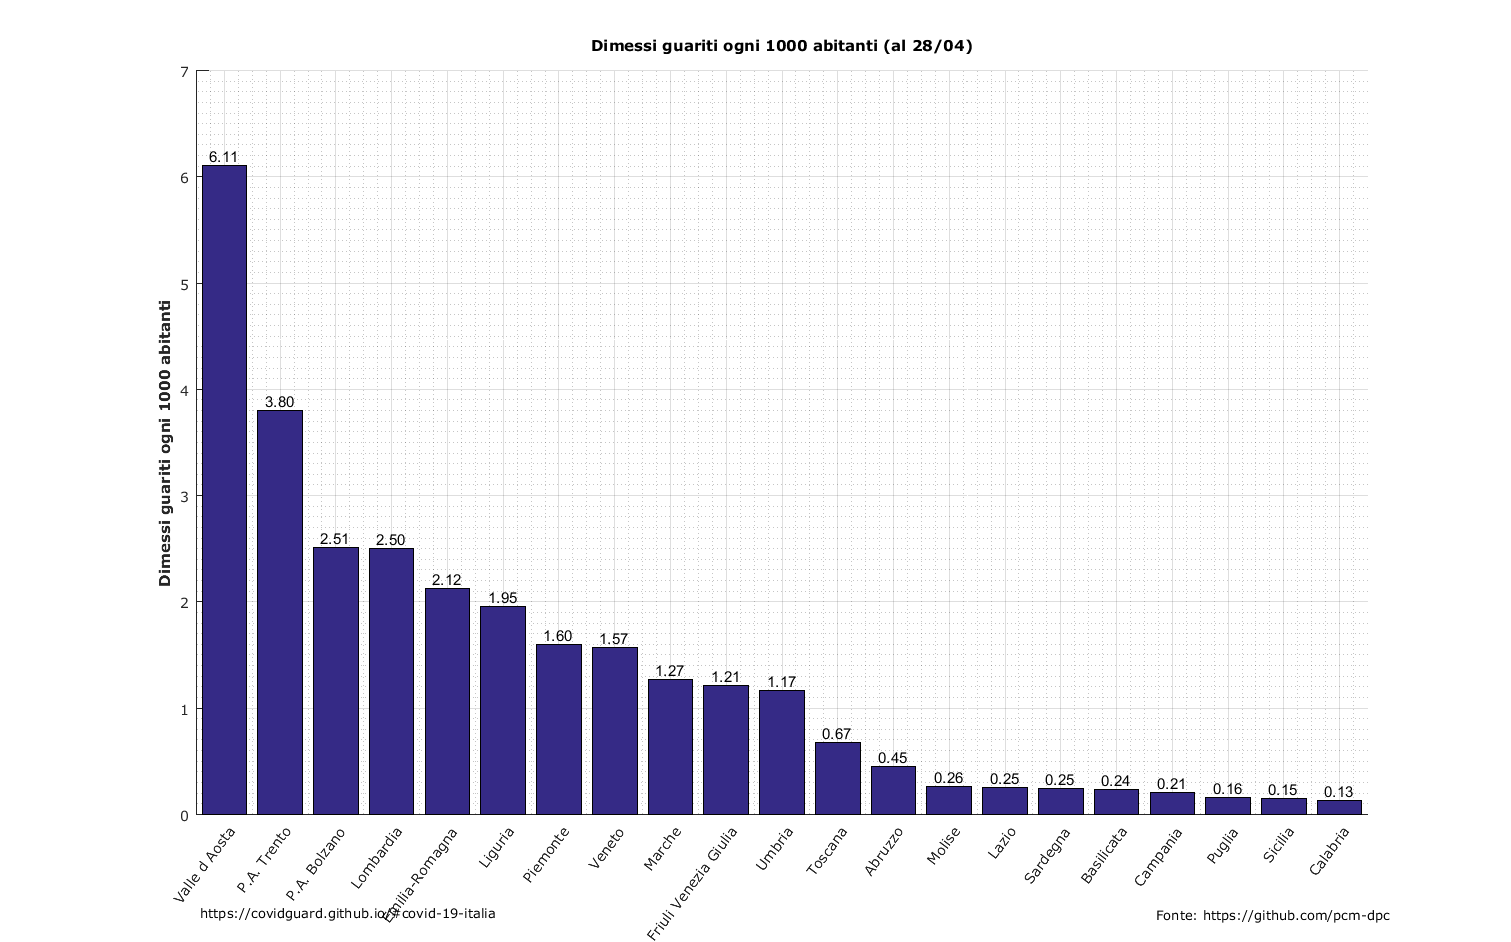 Dimessi guariti ogni 1000 abitanti (al 28/04)
Dimessi guariti ogni 1000 abitanti
7
6
5
4
3
2
1
0
6.11
3.80
2.51
2.50
2.12
1.95
1.60
1.57
1.27
1.21
1.17
0.67
0.45
0.26
0.25
0.25
0.24
0.21
0.16
0.15
0.13
Valle d Aosta
P.A. Trento
P.A. Bolzano
Lombardia
Emilia-Romagna
Liguria
Piemonte
Veneto
Marche
Friuli Venezia Giulia
Umbria
Toscana
Abruzzo
Molise
Lazio
Sardegna
Basilicata
Campania
Puglia
Sicilia
Calabria
https://covidguard.github.io/#covid-19-italia
Fonte: https://github.com/pcm-dpc